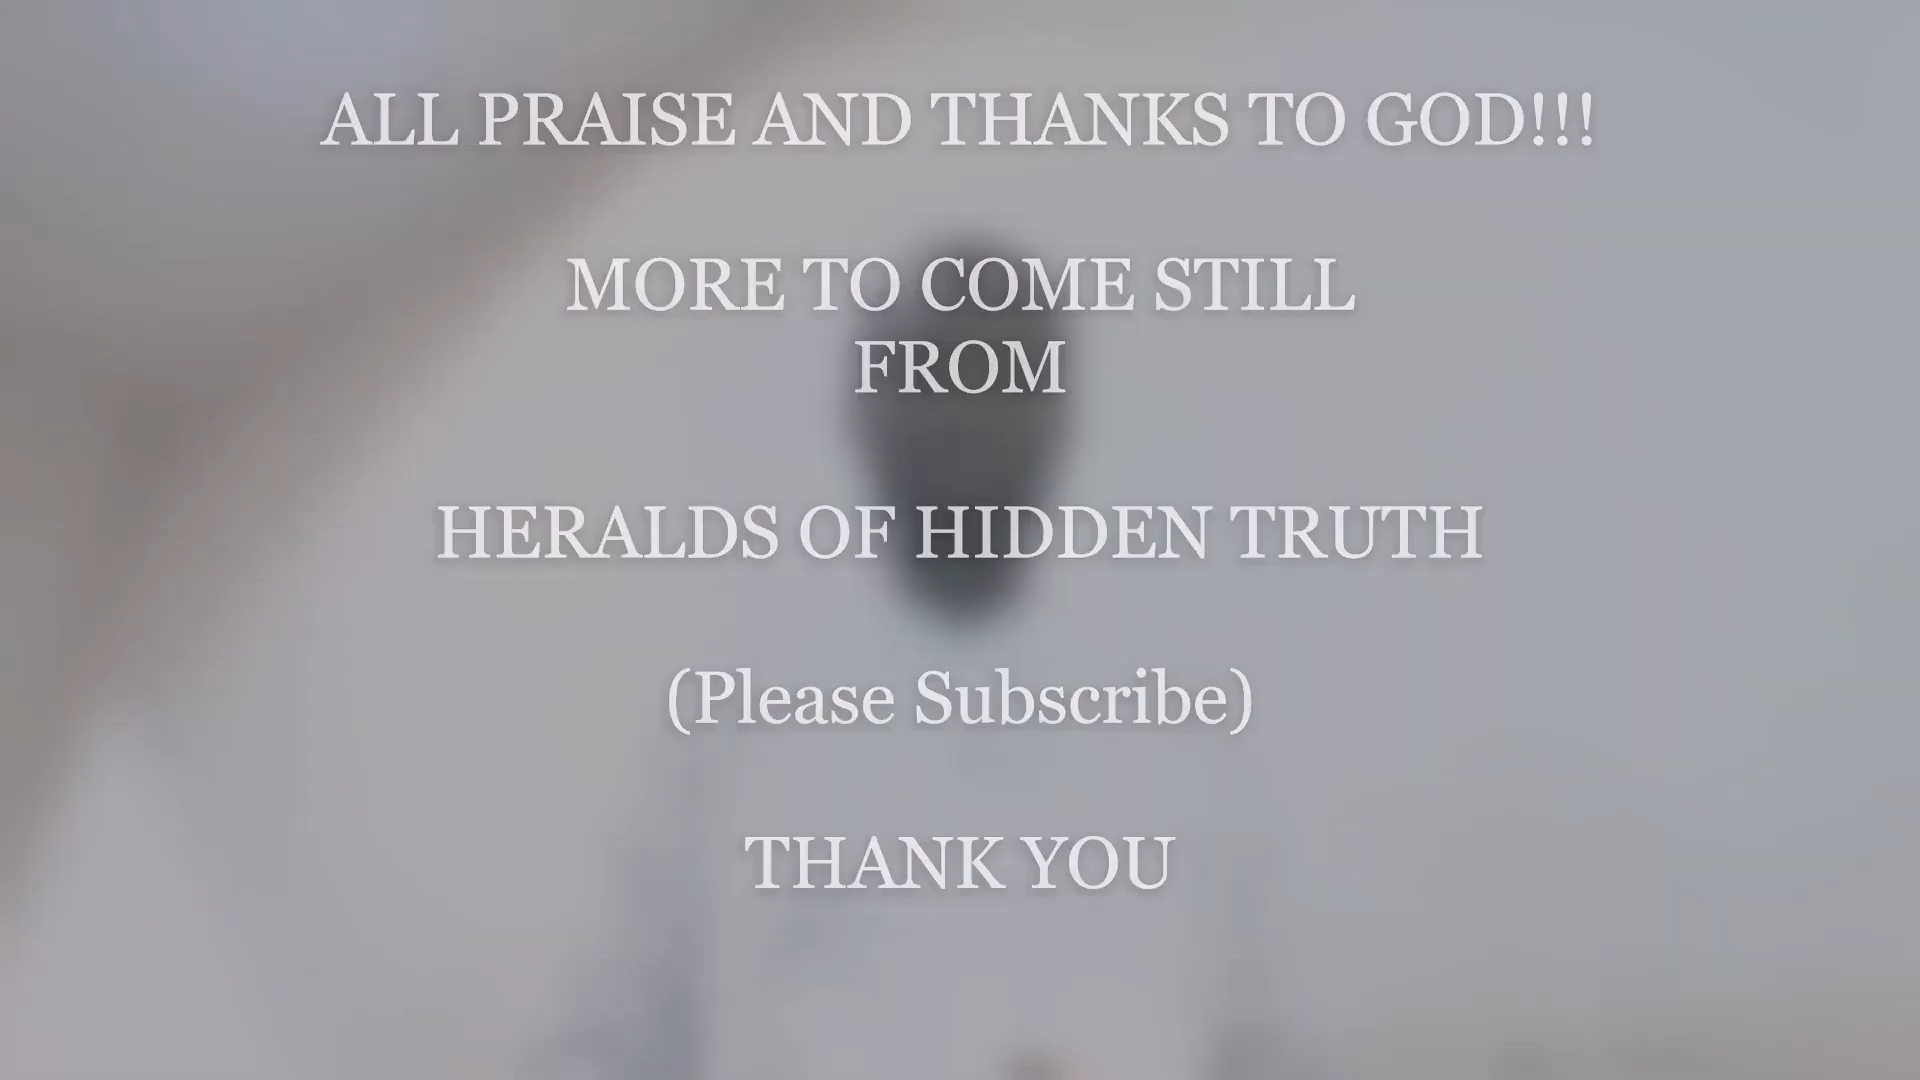 ALL PRAISE AND THANKS TO GOD!!!
MORE TO COME STILL
FROM
HERALDS OF HIDDEN TRUTH
(Please Subscribe)
THANK YOU